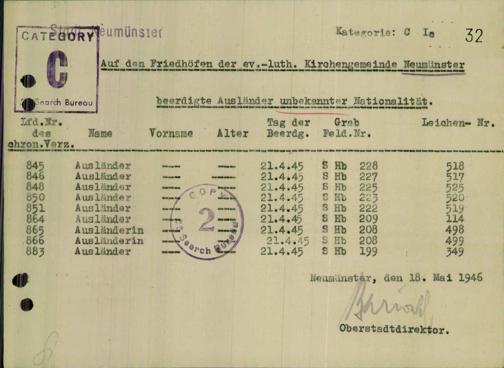 Stadt Neumünster
Kategorie: C Ie
32
CATEGORY
C
Search Bureau
Auf den Friedhöfen der ev.-luth. Kirchengemeinde Neumünster
beerdigte Ausländer unbekannter Nationalität.
Lfd.Nr. des chron.Verz. Name Vorname Alter Tag der Beerdg. Grab Feld.Nr. Leichen- Nr.
845 Ausländer —— —— 21.4.45 S Hb 228 518
846 Ausländer —— —— 21.4.45 S Hb 227 517
848 Ausländer —— —— 21.4.45 S Hb 225 525
850 Ausländer —— —— 21.4.45 S Hb 223 520
851 Ausländer —— —— 21.4.45 S Hb 222 519
864 Ausländer —— —— 21.4.45 S Hb 209 114
865 Ausländerin —— —— 21.4.45 S Hb 208 498
866 Ausländerin —— —— 21.4.45 S Hb 208 499
883 Ausländer —— —— 21.4.45 S Hb 199 349
COPY
2
Search Bureau
Neumünster, den 18. Mai 1946
Oberstadtdirektor.